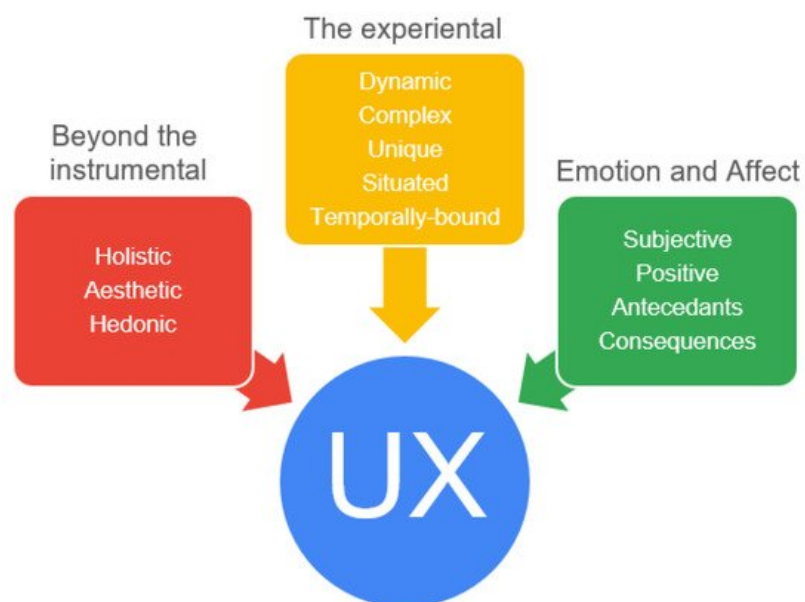 The experiental
Dynamic
Complex
Unique
Situated
Temporally-bound
Beyond the
instrumental
Holistic
Aesthetic
Hedonic
Emotion and Affect
Subjective
Positive
Antecedants
Consequences
UX